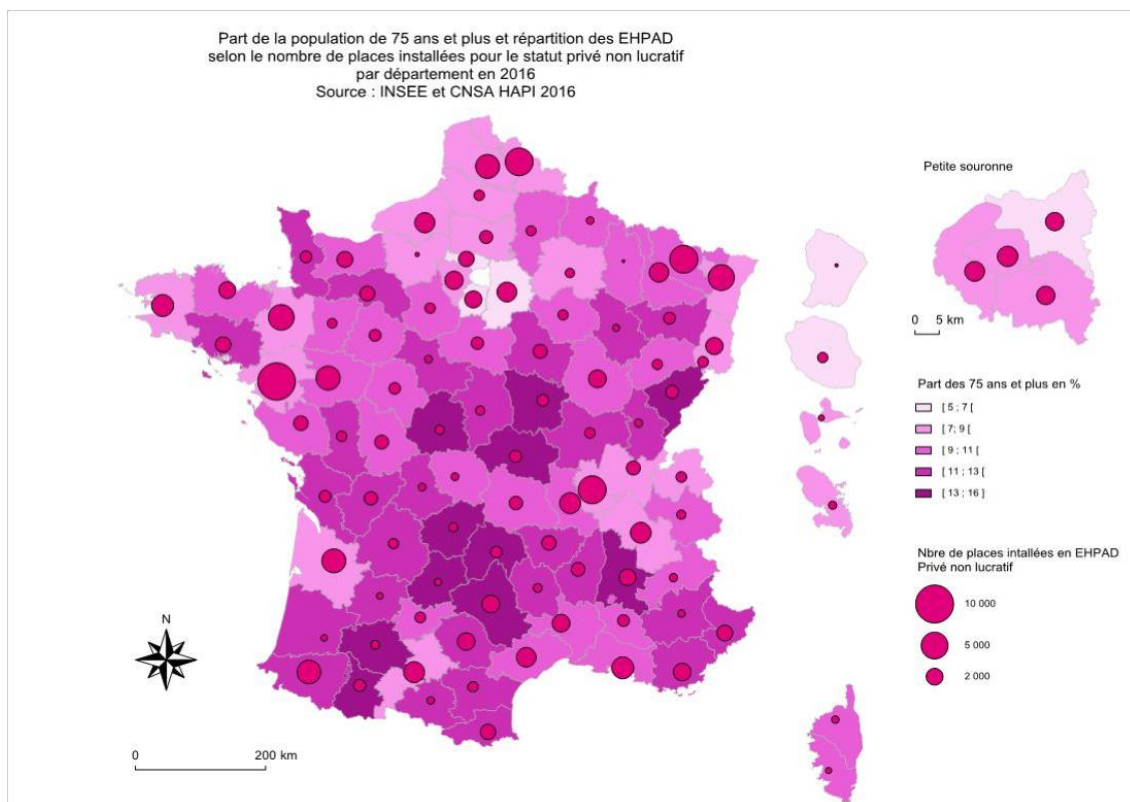 Part de la population de 75 ans et plus et répartition des EHPAD
selon le nombre de places installées pour le statut privé non lucratif
par département en 2016
Source : INSEE et CNSA HAPI 2016
Petite souronne
0 5 km
Part des 75 ans et plus en %
[ 5 ; 7 [
[ 7; 9 [
[ 9 ; 11 [
[ 11 ; 13 [
[ 13 ; 16 ]
Nbre de places intallées en EHPAD
Privé non lucratif
10 000
5 000
2 000
N
0 200 km